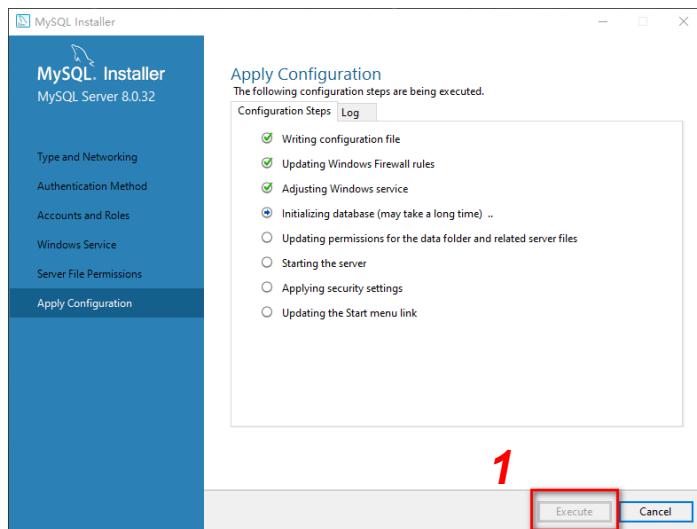 MySQL Installer
MySQL. Installer
MySQL Server 8.0.32
Type and Networking
Authentication Method
Accounts and Roles
Windows Service
Server File Permissions
Apply Configuration
Apply Configuration
The following configuration steps are being executed.
Configuration Steps Log
Writing configuration file
Updating Windows Firewall rules
Adjusting Windows service
Initializing database (may take a long time) ..
Updating permissions for the data folder and related server files
Starting the server
Applying security settings
Updating the Start menu link
1
Execute Cancel